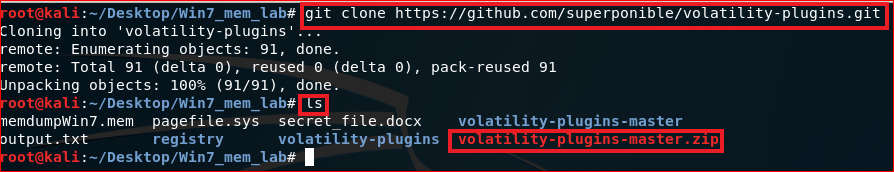 root@kali:~/Desktop/Win7_mem_lab# git clone https://github.com/superponible/volatility-plugins.git
Cloning into 'volatility-plugins'...
remote: Enumerating objects: 91, done.
remote: Total 91 (delta 0), reused 0 (delta 0), pack-reused 91
Unpacking objects: 100% (91/91), done.
root@kali:~/Desktop/Win7_mem_lab# ls
memdumpWin7.mem  pagefile.sys  secret_file.docx    volatility-plugins-master
output.txt       registry      volatility-plugins  volatility-plugins-master.zip
root@kali:~/Desktop/Win7_mem_lab#